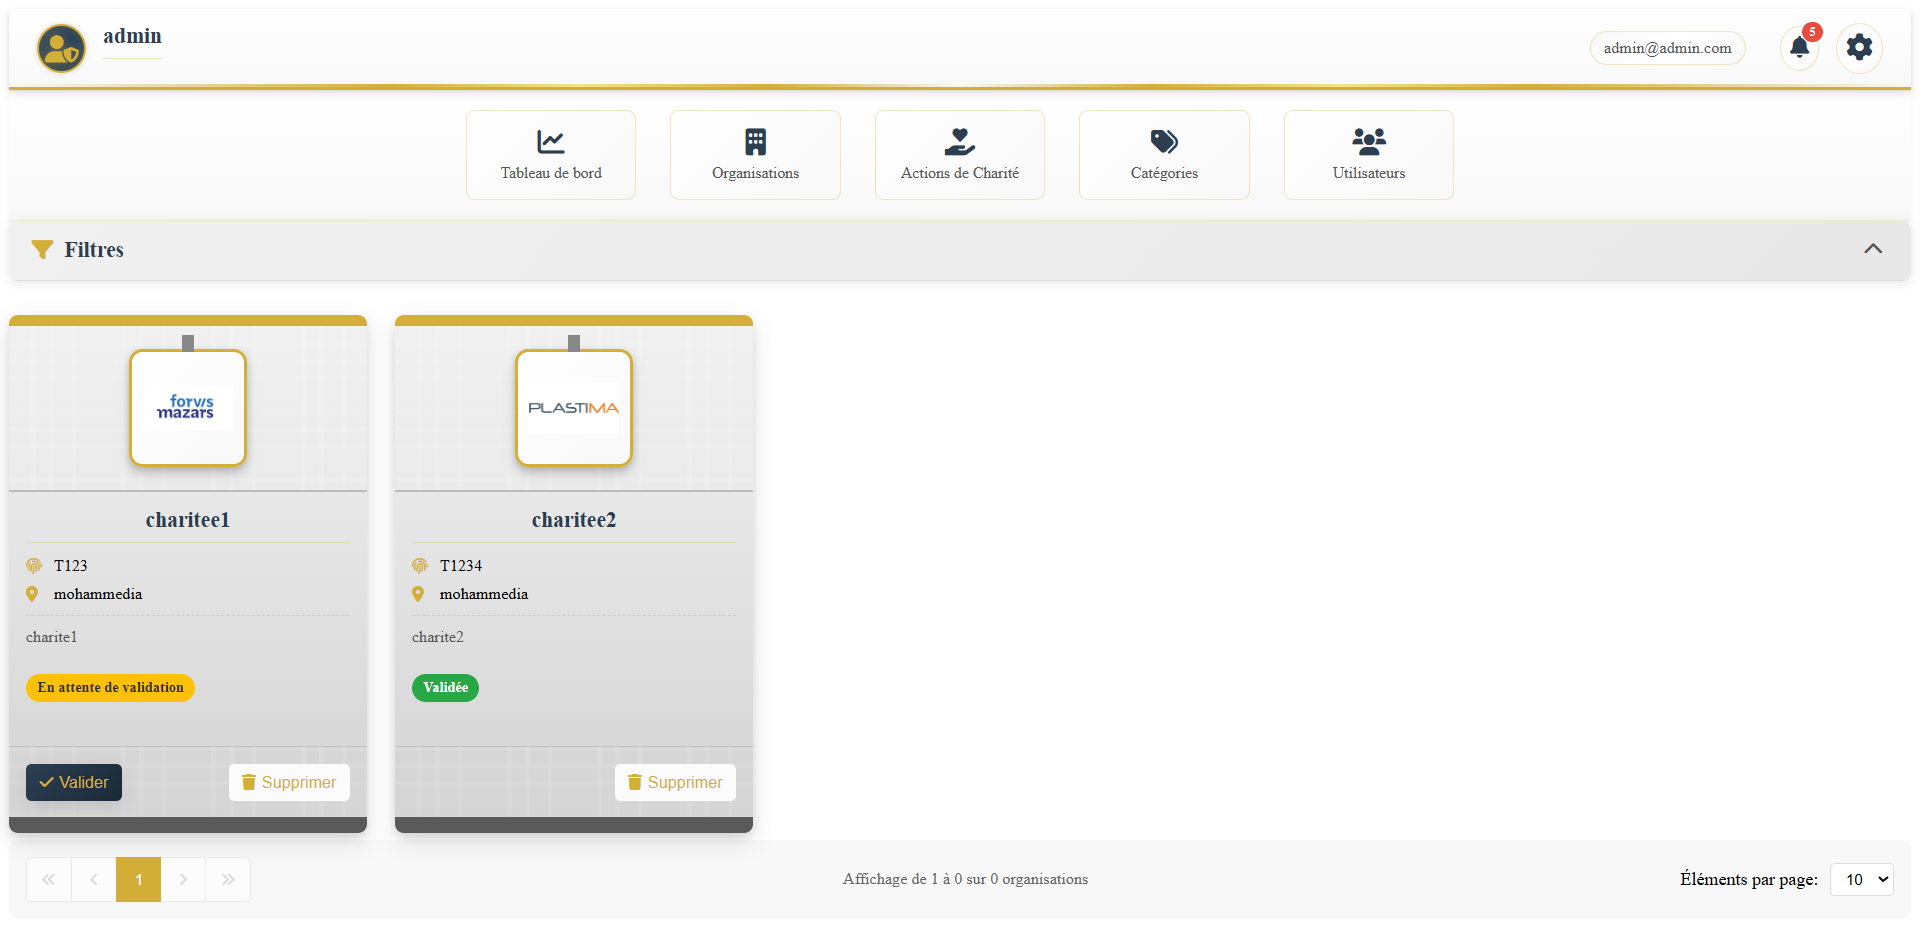 admin
admin@admin.com
5
Tableau de bord
Organisations
Actions de Charité
Catégories
Utilisateurs
Filtres
forvis
mazars
PLASTIMA
charitee1
T123
mohammedia
charite1
En attente de validation
Valider
Supprimer
charitee2
T1234
mohammedia
charite2
Validée
Supprimer
1
Affichage de 1 à 0 sur 0 organisations
Éléments par page:
10